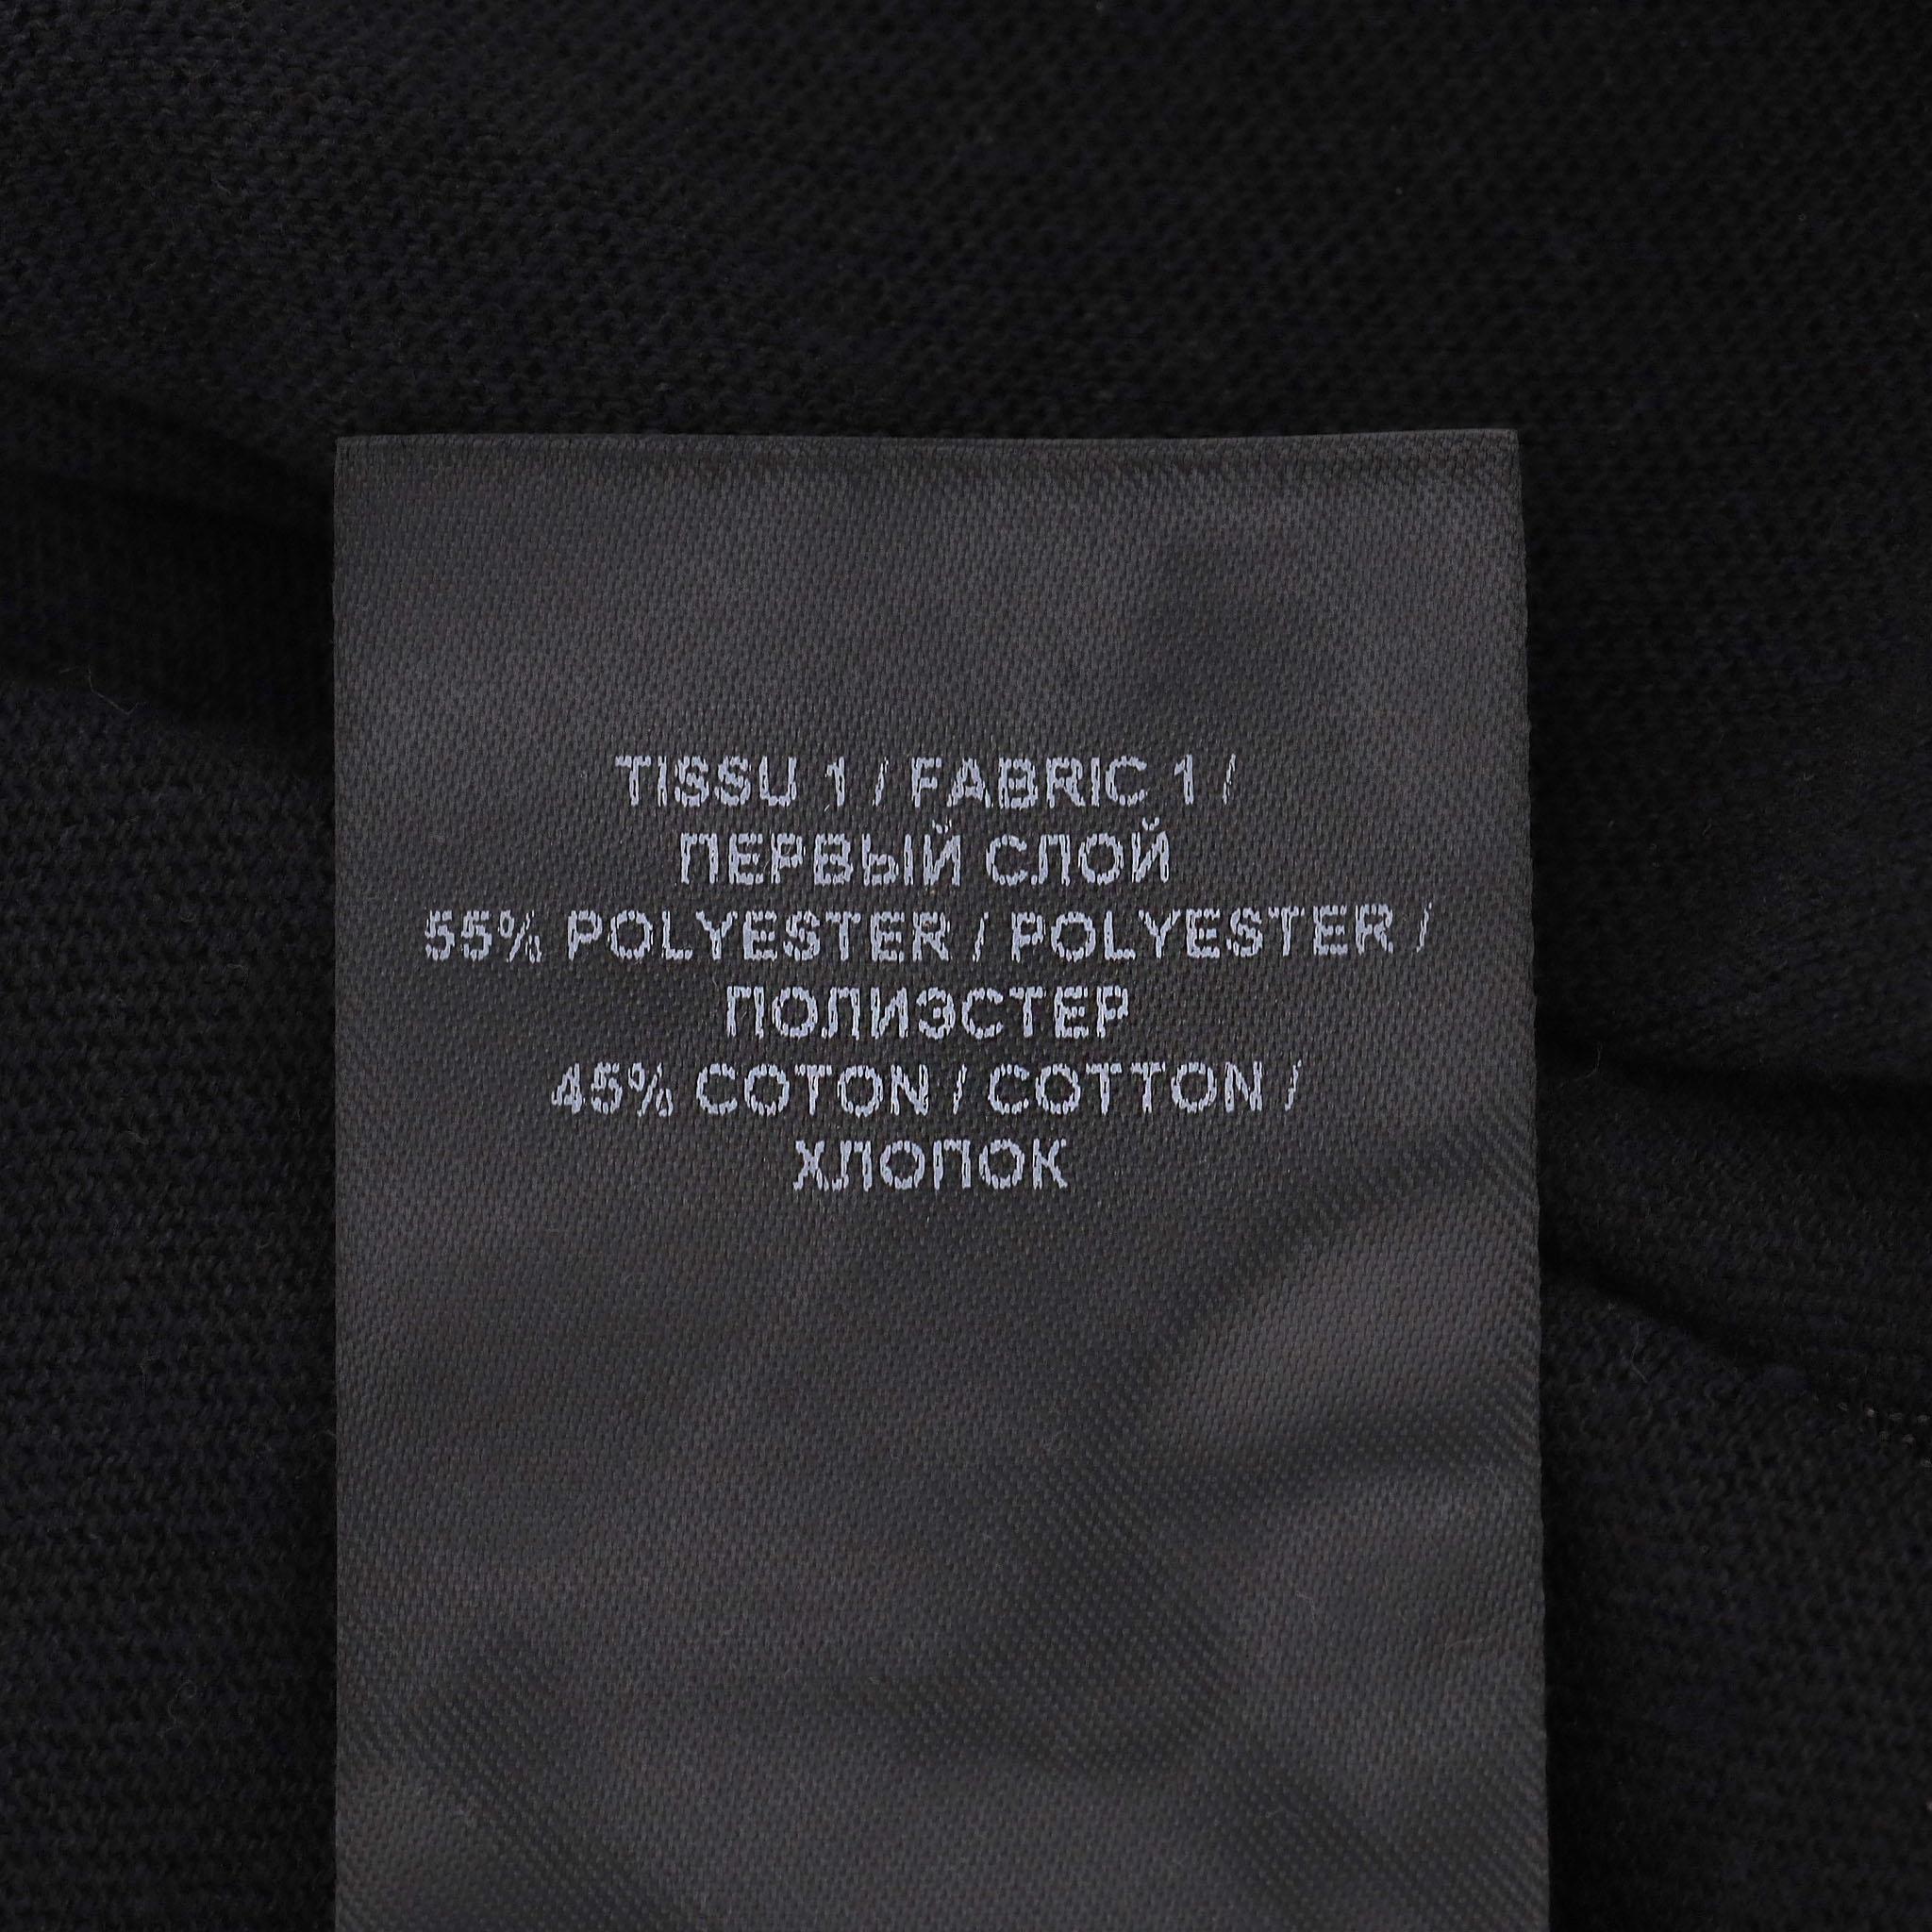 TISSU 1 / FABRIC 1 /
ПЕРВЫЙ СЛОЙ
55% POLYESTER / POLYESTER /
ПОЛИЭСТЕР
45% COTON / COTTON /
ХЛОПОК